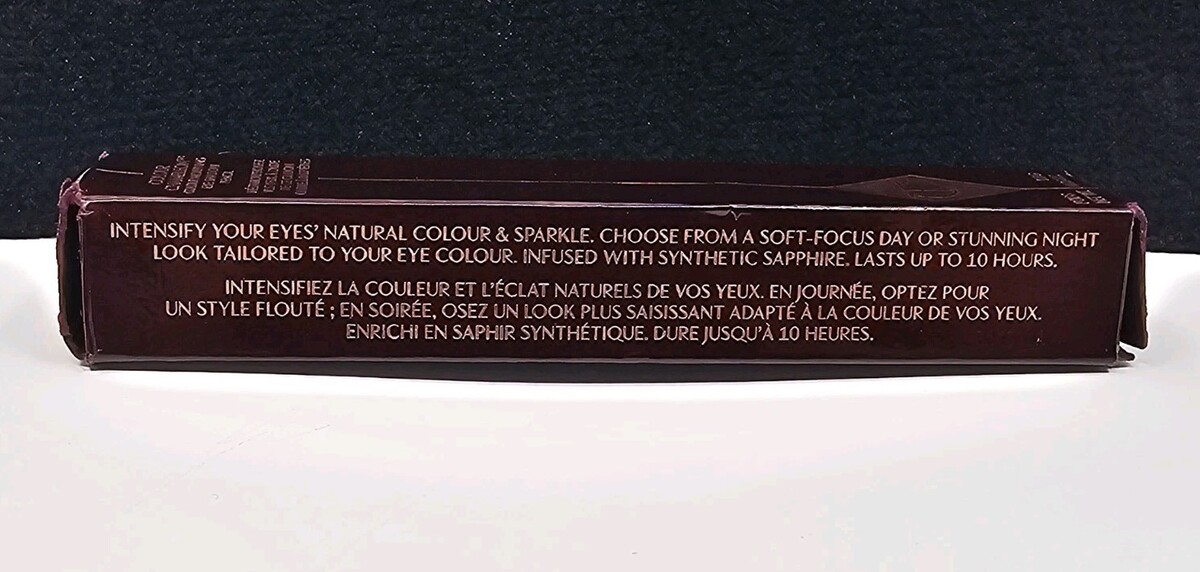 INTENSIFY YOUR EYES' NATURAL COLOUR & SPARKLE. CHOOSE FROM A SOFT-FOCUS DAY OR STUNNING NIGHT
LOOK TAILORED TO YOUR EYE COLOUR. INFUSED WITH SYNTHETIC SAPPHIRE. LASTS UP TO 10 HOURS.
INTENSIFIEZ LA COULEUR ET L'ÉCLAT NATURELS DE VOS YEUX. EN JOURNÉE, OPTEZ POUR
UN STYLE FLOUTÉ ; EN SOIRÉE, OSEZ UN LOOK PLUS SAISISSANT ADAPTÉ À LA COULEUR DE VOS YEUX.
ENRICHI EN SAPHIR SYNTHÉTIQUE. DURE JUSQU'À 10 HEURES.